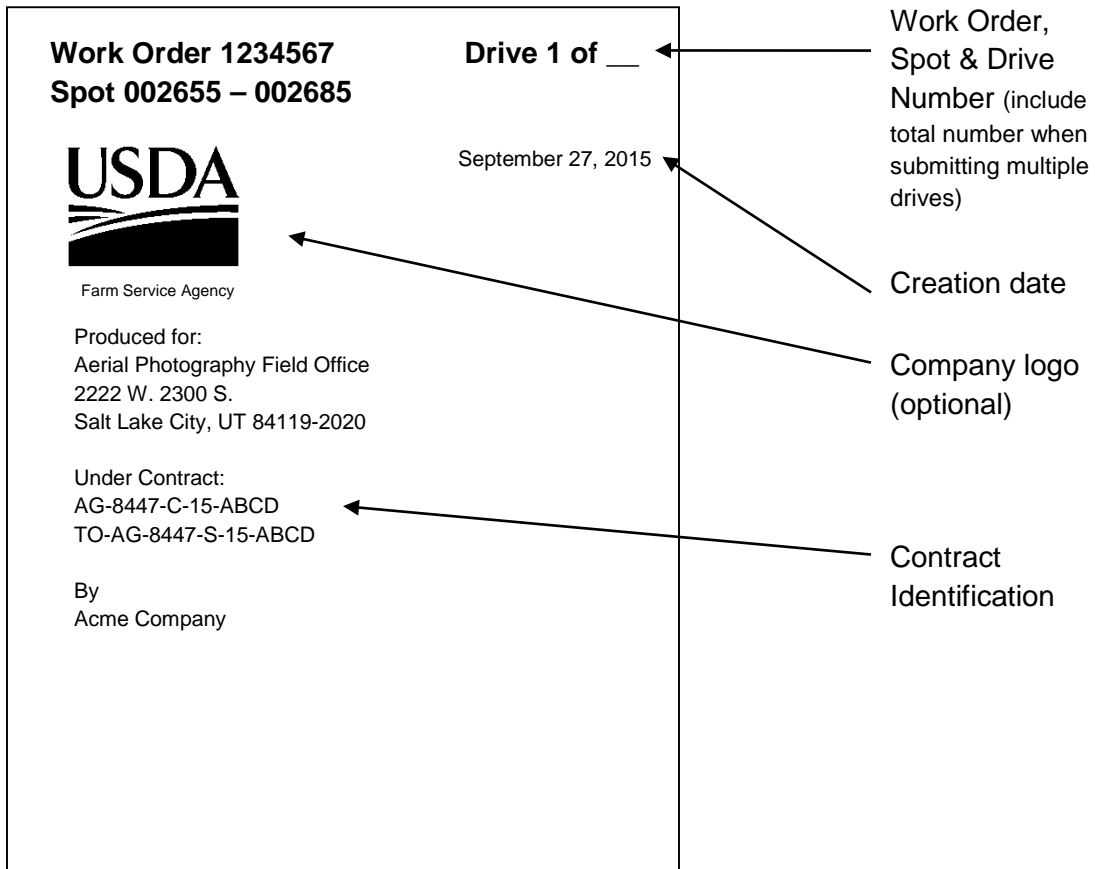 Work Order 1234567
Drive 1 of __
Spot 002655 – 002685
USDA
September 27, 2015
Farm Service Agency
Produced for:
Aerial Photography Field Office
2222 W. 2300 S.
Salt Lake City, UT 84119-2020
Under Contract:
AG-8447-C-15-ABCD
TO-AG-8447-S-15-ABCD
By
Acme Company
Work Order,
Spot & Drive
Number (include
total number when
submitting multiple
drives)
Creation date
Company logo
(optional)
Contract
Identification